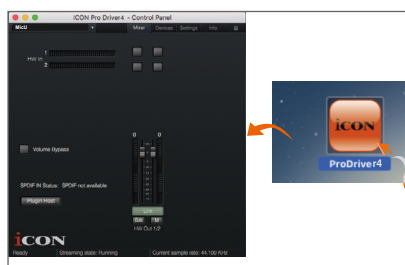 iCON Pro Driver4 - Control Panel
MicU
Mixer Devices Settings Info
1
HW In
2
0 0
Volume Bypass
SPDIF IN Status: SPDIF not available
Plugin Host
Link
M
HW Out 1/2
iCON
Ready Streaming state: Running Current sample rate: 44.100 KHz
iCON
ProDriver4